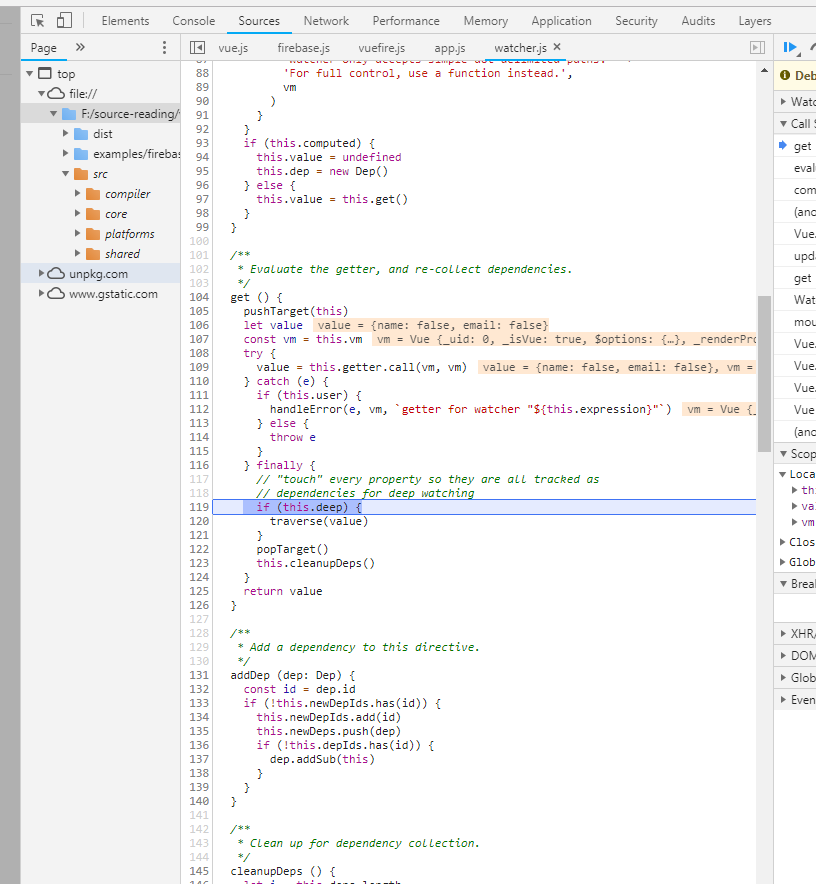 Elements Console Sources Network Performance Memory Application Security Audits Layers
Page » vue.js firebase.js vuefire.js app.js watcher.js ×
top
file://
F:/source-reading/
dist
examples/fireba
src
compiler
core
platforms
shared
unpkg.com
www.gstatic.com
88 'For full control, use a function instead.',
89 vm
90 )
91 }
92 }
93 if (this.computed) {
94 this.value = undefined
95 this.dep = new Dep()
96 } else {
97 this.value = this.get()
98 }
99 }
100
101 /**
102 * Evaluate the getter, and re-collect dependencies.
103 */
104 get () {
105 pushTarget(this)
106 let value value = {name: false, email: false}
107 const vm = this.vm vm = Vue {_uid: 0, _isVue: true, $options: {…}, _renderPro
108 try {
109 value = this.getter.call(vm, vm) value = {name: false, email: false}, vm =
110 } catch (e) {
111 if (this.user) {
112 handleError(e, vm, `getter for watcher "${this.expression}"`) vm = Vue {_
113 } else {
114 throw e
115 }
116 } finally {
117 // "touch" every property so they are all tracked as
118 // dependencies for deep watching
119 if (this.deep) {
120 traverse(value)
121 }
122 popTarget()
123 this.cleanupDeps()
124 }
125 return value
126 }
127
128 /**
129 * Add a dependency to this directive.
130 */
131 addDep (dep: Dep) {
132 const id = dep.id
133 if (!this.newDepIds.has(id)) {
134 this.newDepIds.add(id)
135 this.newDeps.push(dep)
136 if (!this.depIds.has(id)) {
137 dep.addSub(this)
138 }
139 }
140 }
141
142 /**
143 * Clean up for dependency collection.
144 */
145 cleanupDeps () {
Deb
Watc
Call S
get
evalu
com
(ano
Vue.
upda
get
Wat
mou
Vue.
Vue.
Vue.
Vue
(ano
Scop
Loca
thi
va
vm
Clos
Glob
Brea
XHR/
DOM
Glob
Even